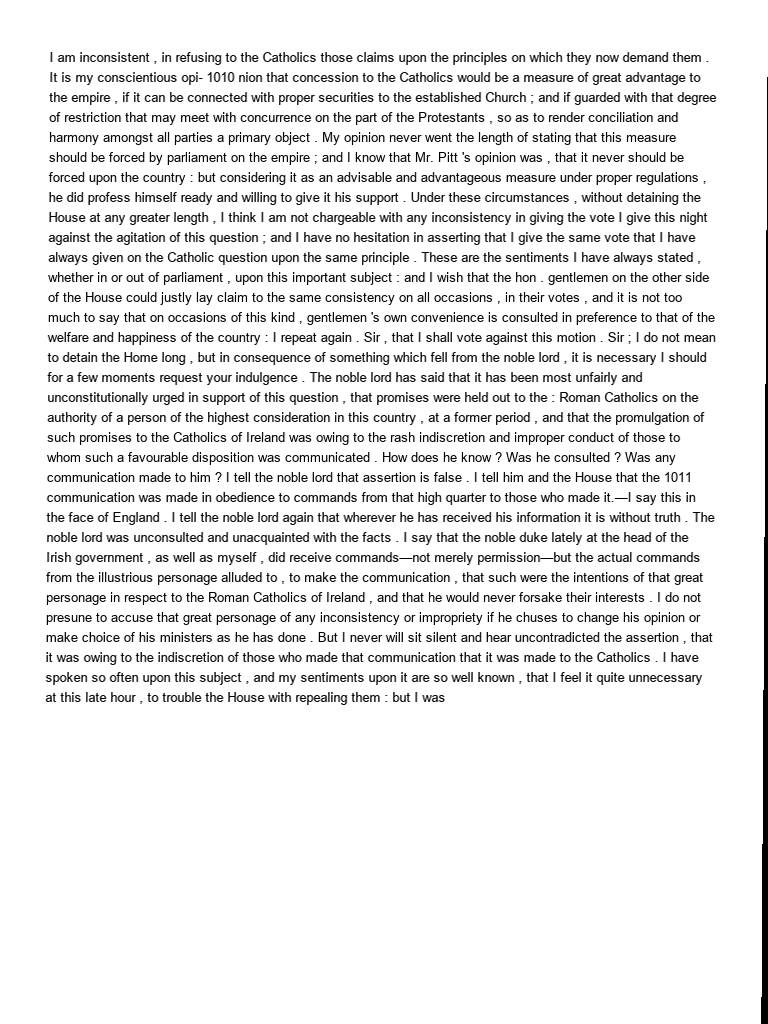 I am inconsistent , in refusing to the Catholics those claims upon the principles on which they now demand them .
It is my conscientious opi- 1010 nion that concession to the Catholics would be a measure of great advantage to
the empire , if it can be connected with proper securities to the established Church ; and if guarded with that degree
of restriction that may meet with concurrence on the part of the Protestants , so as to render conciliation and
harmony amongst all parties a primary object . My opinion never went the length of stating that this measure
should be forced by parliament on the empire ; and I know that Mr. Pitt 's opinion was , that it never should be
forced upon the country : but considering it as an advisable and advantageous measure under proper regulations ,
he did profess himself ready and willing to give it his support . Under these circumstances , without detaining the
House at any greater length , I think I am not chargeable with any inconsistency in giving the vote I give this night
against the agitation of this question ; and I have no hesitation in asserting that I give the same vote that I have
always given on the Catholic question upon the same principle . These are the sentiments I have always stated ,
whether in or out of parliament , upon this important subject : and I wish that the hon . gentlemen on the other side
of the House could justly lay claim to the same consistency on all occasions , in their votes , and it is not too
much to say that on occasions of this kind , gentlemen 's own convenience is consulted in preference to that of the
welfare and happiness of the country : I repeat again . Sir , that I shall vote against this motion . Sir ; I do not mean
to detain the Home long , but in consequence of something which fell from the noble lord , it is necessary I should
for a few moments request your indulgence . The noble lord has said that it has been most unfairly and
unconstitutionally urged in support of this question , that promises were held out to the : Roman Catholics on the
authority of a person of the highest consideration in this country , at a former period , and that the promulgation of
such promises to the Catholics of Ireland was owing to the rash indiscretion and improper conduct of those to
whom such a favourable disposition was communicated . How does he know ? Was he consulted ? Was any
communication made to him ? I tell the noble lord that assertion is false . I tell him and the House that the 1011
communication was made in obedience to commands from that high quarter to those who made it.—I say this in
the face of England . I tell the noble lord again that wherever he has received his information it is without truth . The
noble lord was unconsulted and unacquainted with the facts . I say that the noble duke lately at the head of the
Irish government , as well as myself , did receive commands—not merely permission—but the actual commands
from the illustrious personage alluded to , to make the communication , that such were the intentions of that great
personage in respect to the Roman Catholics of Ireland , and that he would never forsake their interests . I do not
presune to accuse that great personage of any inconsistency or impropriety if he chuses to change his opinion or
make choice of his ministers as he has done . But I never will sit silent and hear uncontradicted the assertion , that
it was owing to the indiscretion of those who made that communication that it was made to the Catholics . I have
spoken so often upon this subject , and my sentiments upon it are so well known , that I feel it quite unnecessary
at this late hour , to trouble the House with repealing them : but I was